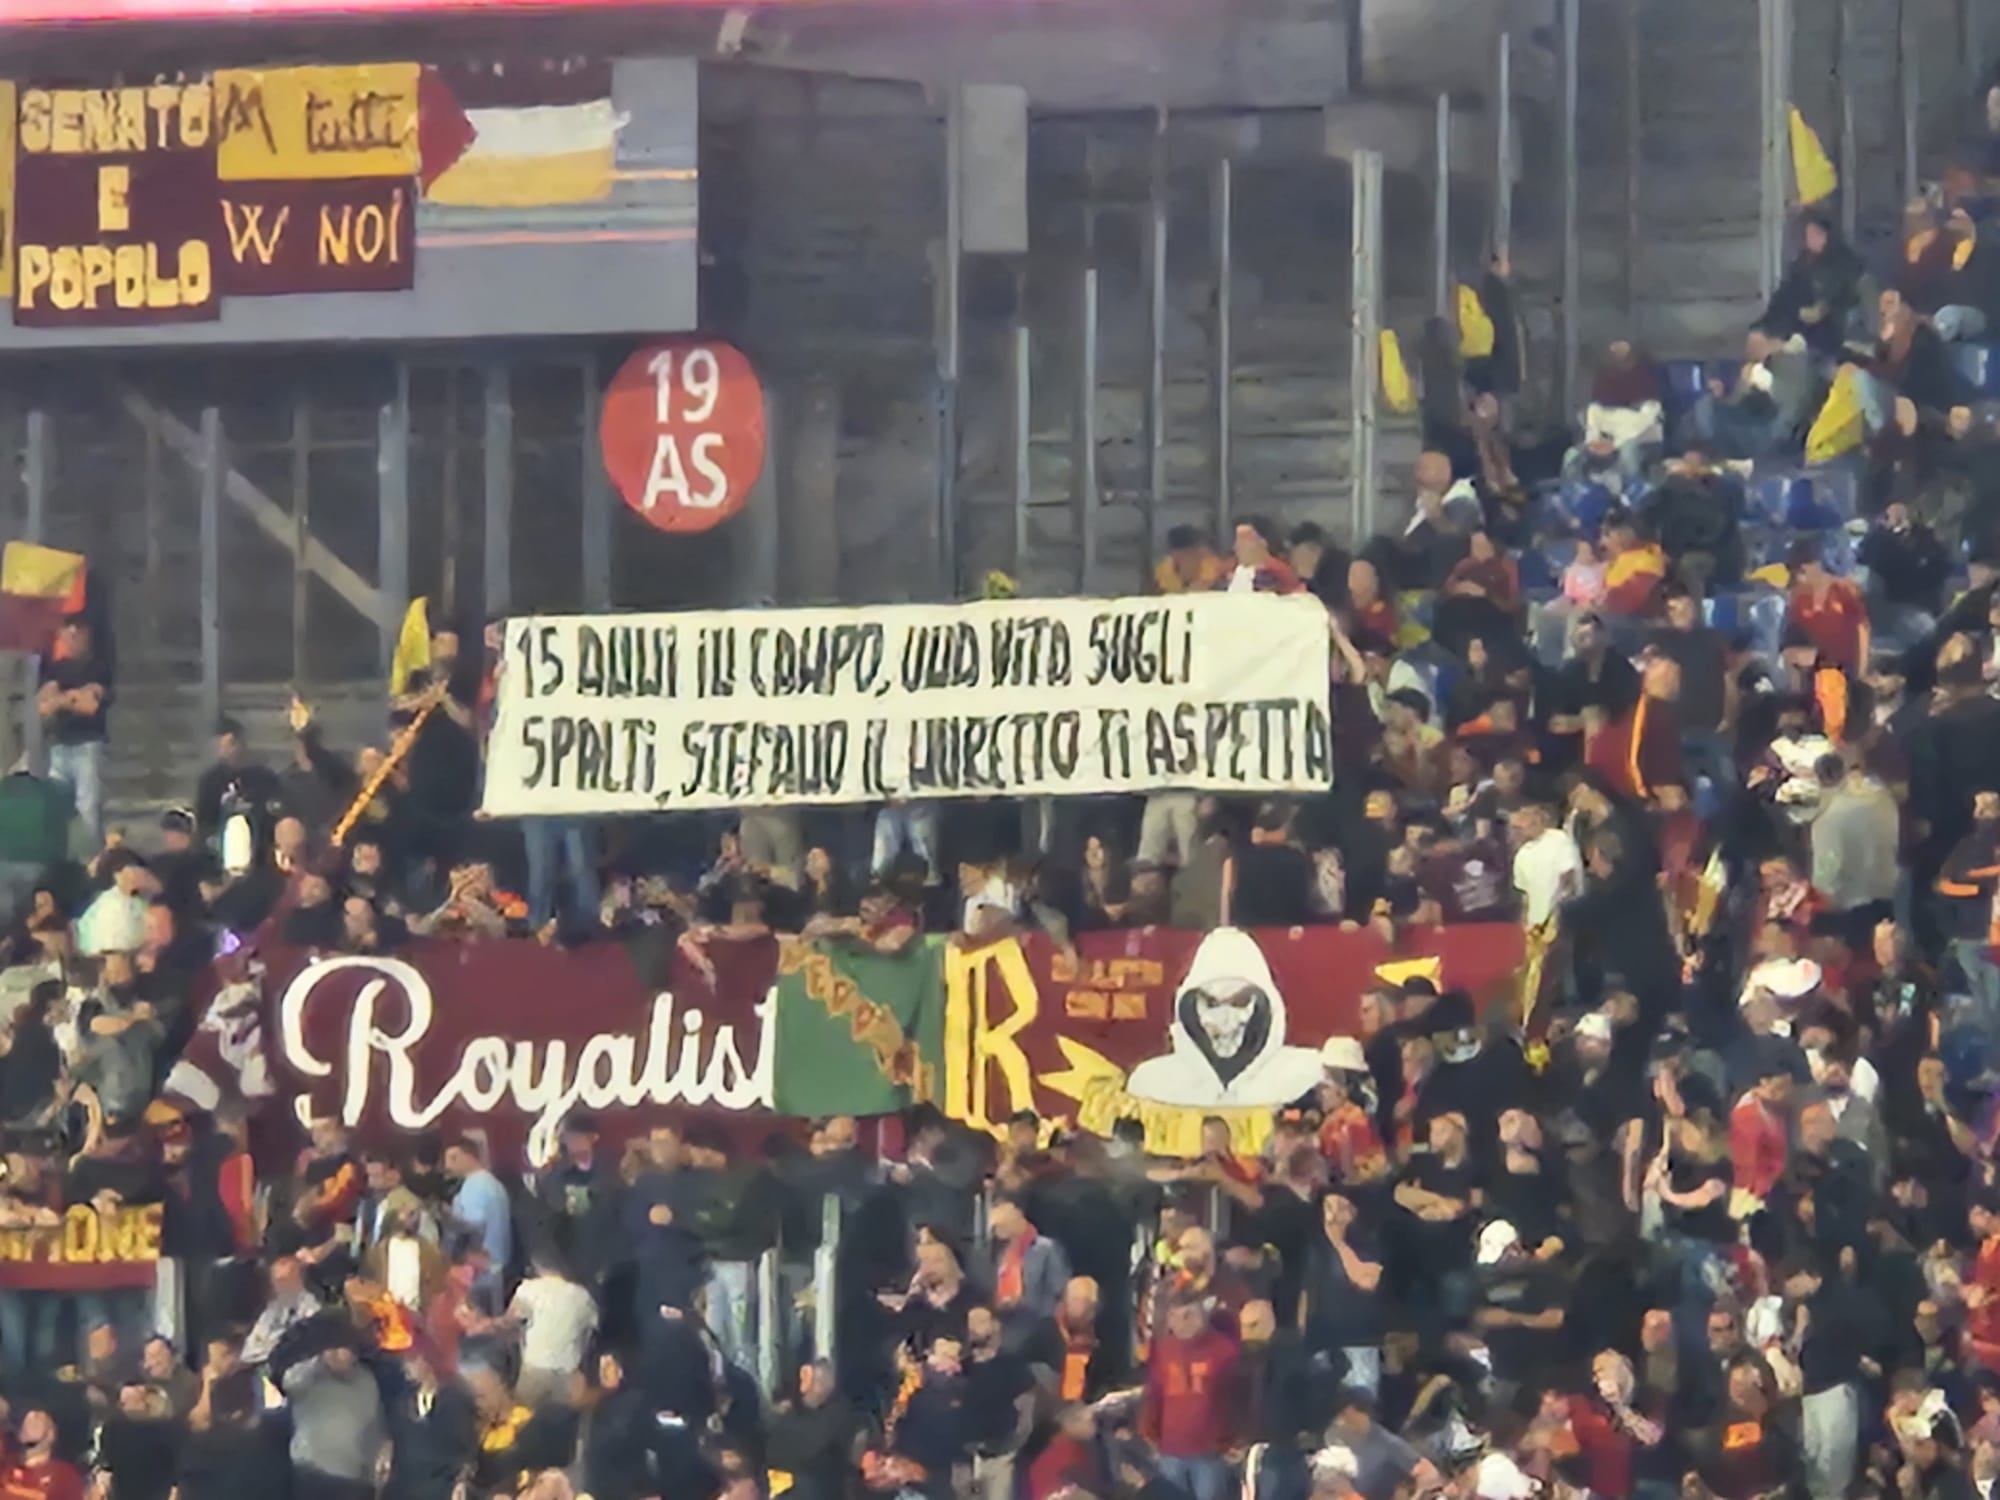 SENATO
E
POPOLO
M tutti
W NOI
19
AS
15 ANNI IN CAMPO, UNA VITA SUGLI
SPALTI, STEFANO IL MURETTO TI ASPETTA
Royalist
R